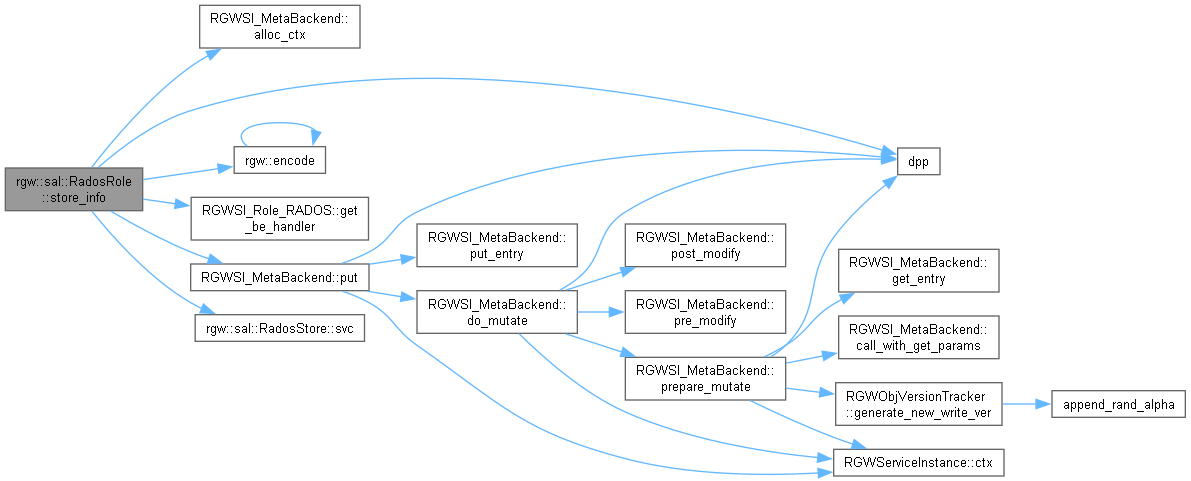 RGWSI_MetaBackend::
alloc_ctx
rgw::sal::RadosRole
::store_info
rgw::encode
RGWSI_Role_RADOS::get
_be_handler
RGWSI_MetaBackend::put
rgw::sal::RadosStore::svc
RGWSI_MetaBackend::
put_entry
RGWSI_MetaBackend::
do_mutate
RGWSI_MetaBackend::
post_modify
RGWSI_MetaBackend::
pre_modify
RGWSI_MetaBackend::
prepare_mutate
dpp
RGWSI_MetaBackend::
get_entry
RGWSI_MetaBackend::
call_with_get_params
RGWObjVersionTracker
::generate_new_write_ver
RGWServiceInstance::ctx
append_rand_alpha